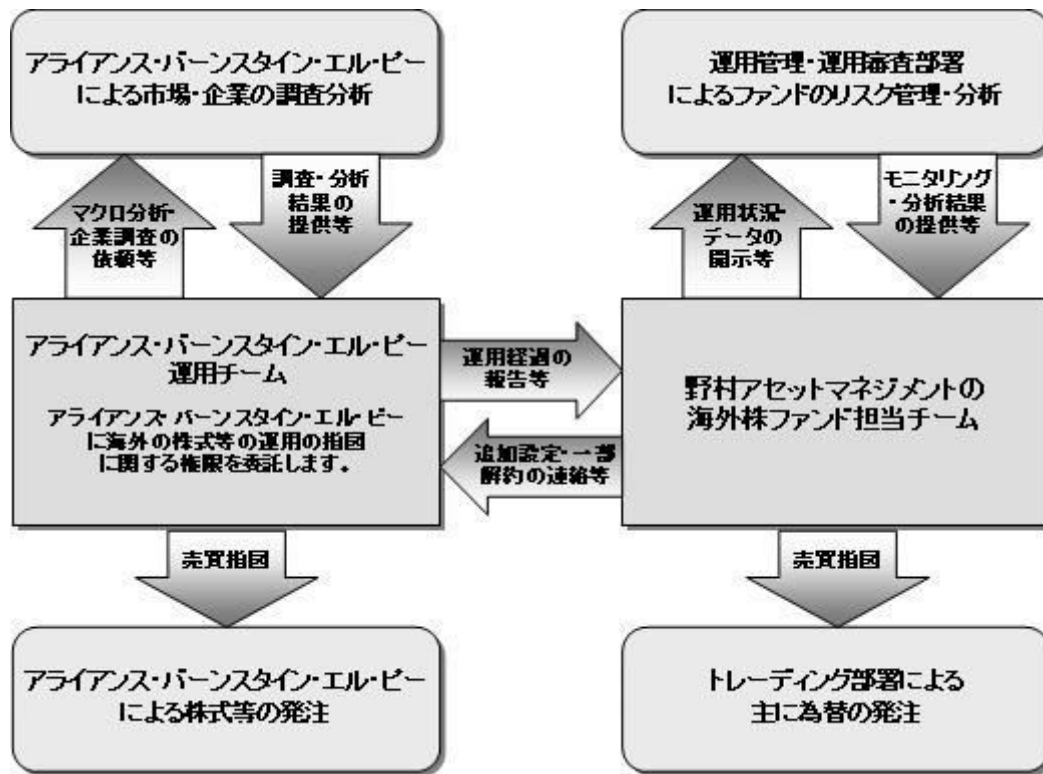 アライアンス・バーンスタイン・エル・ピー
による市場・企業の調査分析
運用管理・運用審査部署
によるファンドのリスク管理・分析
マクロ分析・
企業調査の
依頼等
調査・分析
結果の
提供等
運用状況・
データの
開示等
モニタリング
・分析結果
の提供等
アライアンス・バーンスタイン・エル・ピー
運用チーム
アライアンス・バーンスタイン・エル・ピー
に海外の株式等の運用の指図
に関する権限を委託します。
運用経過の
報告等
追加設定・一部
解約の連絡等
野村アセットマネジメントの
海外株ファンド担当チーム
売買指図
売買指図
アライアンス・バーンスタイン・エル・ピー
による株式等の発注
トレーディング部署による
主に為替の発注